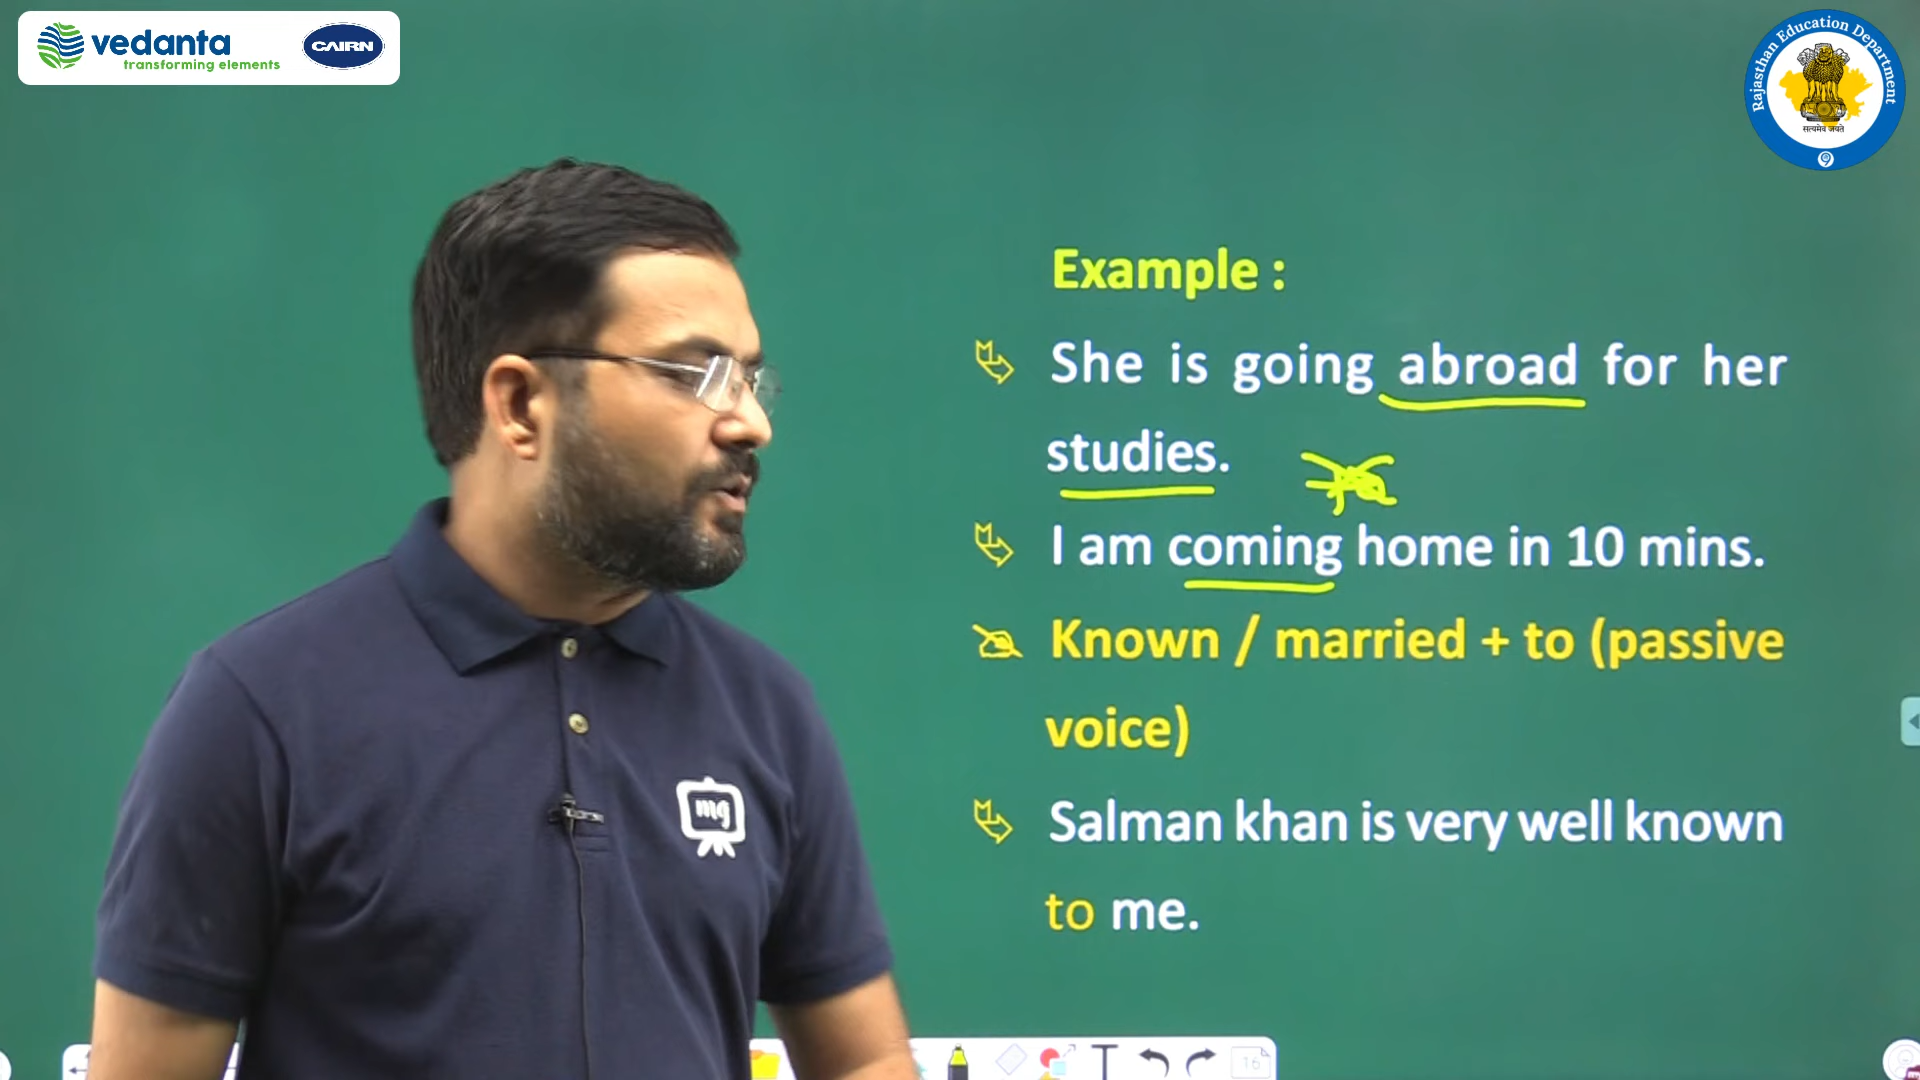 vedanta
transforming elements
CAIRN
Rajasthan Education Department
सत्यमेव जयते
Example :
She is going abroad for her
studies.
I am coming home in 10 mins.
Known / married + to (passive
voice)
Salman khan is very well known
to me.
mg
T
16